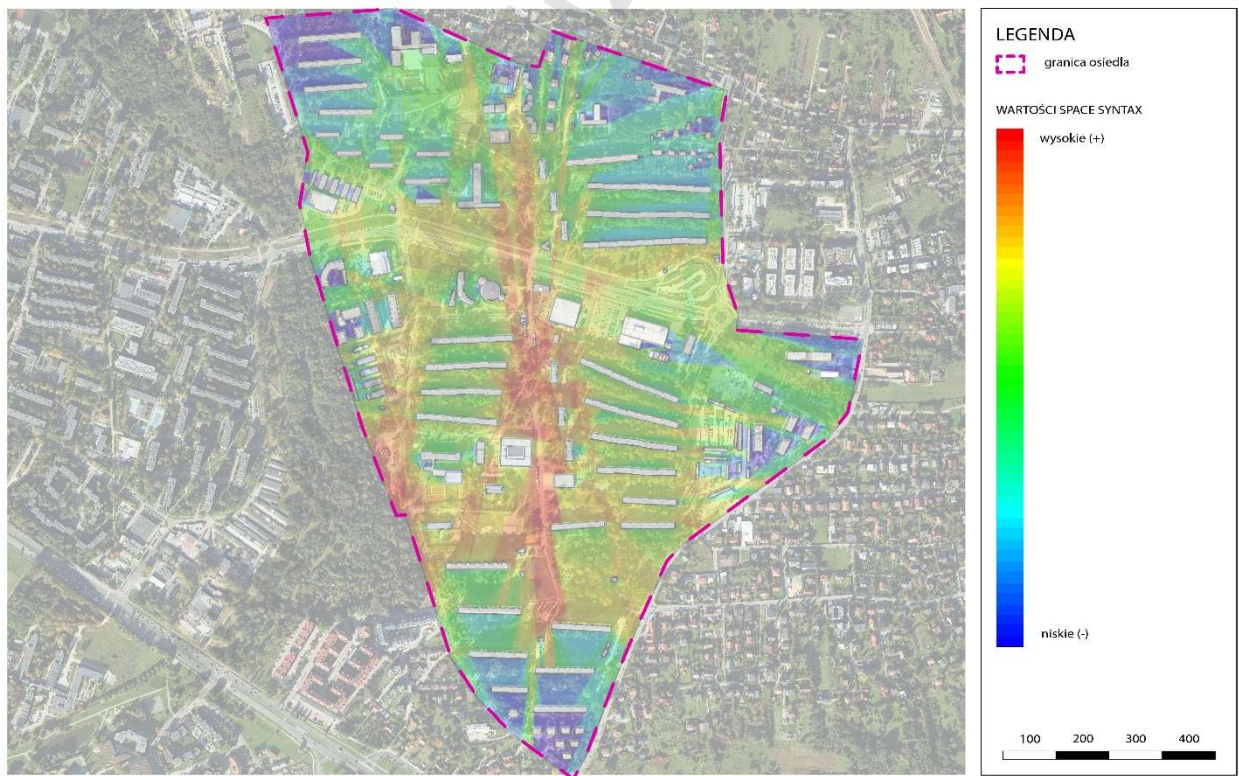 LEGENDA
granica osiedla
WARTOŚCI SPACE SYNTAX
wysokie (+)
niskie (-)
100 200 300 400